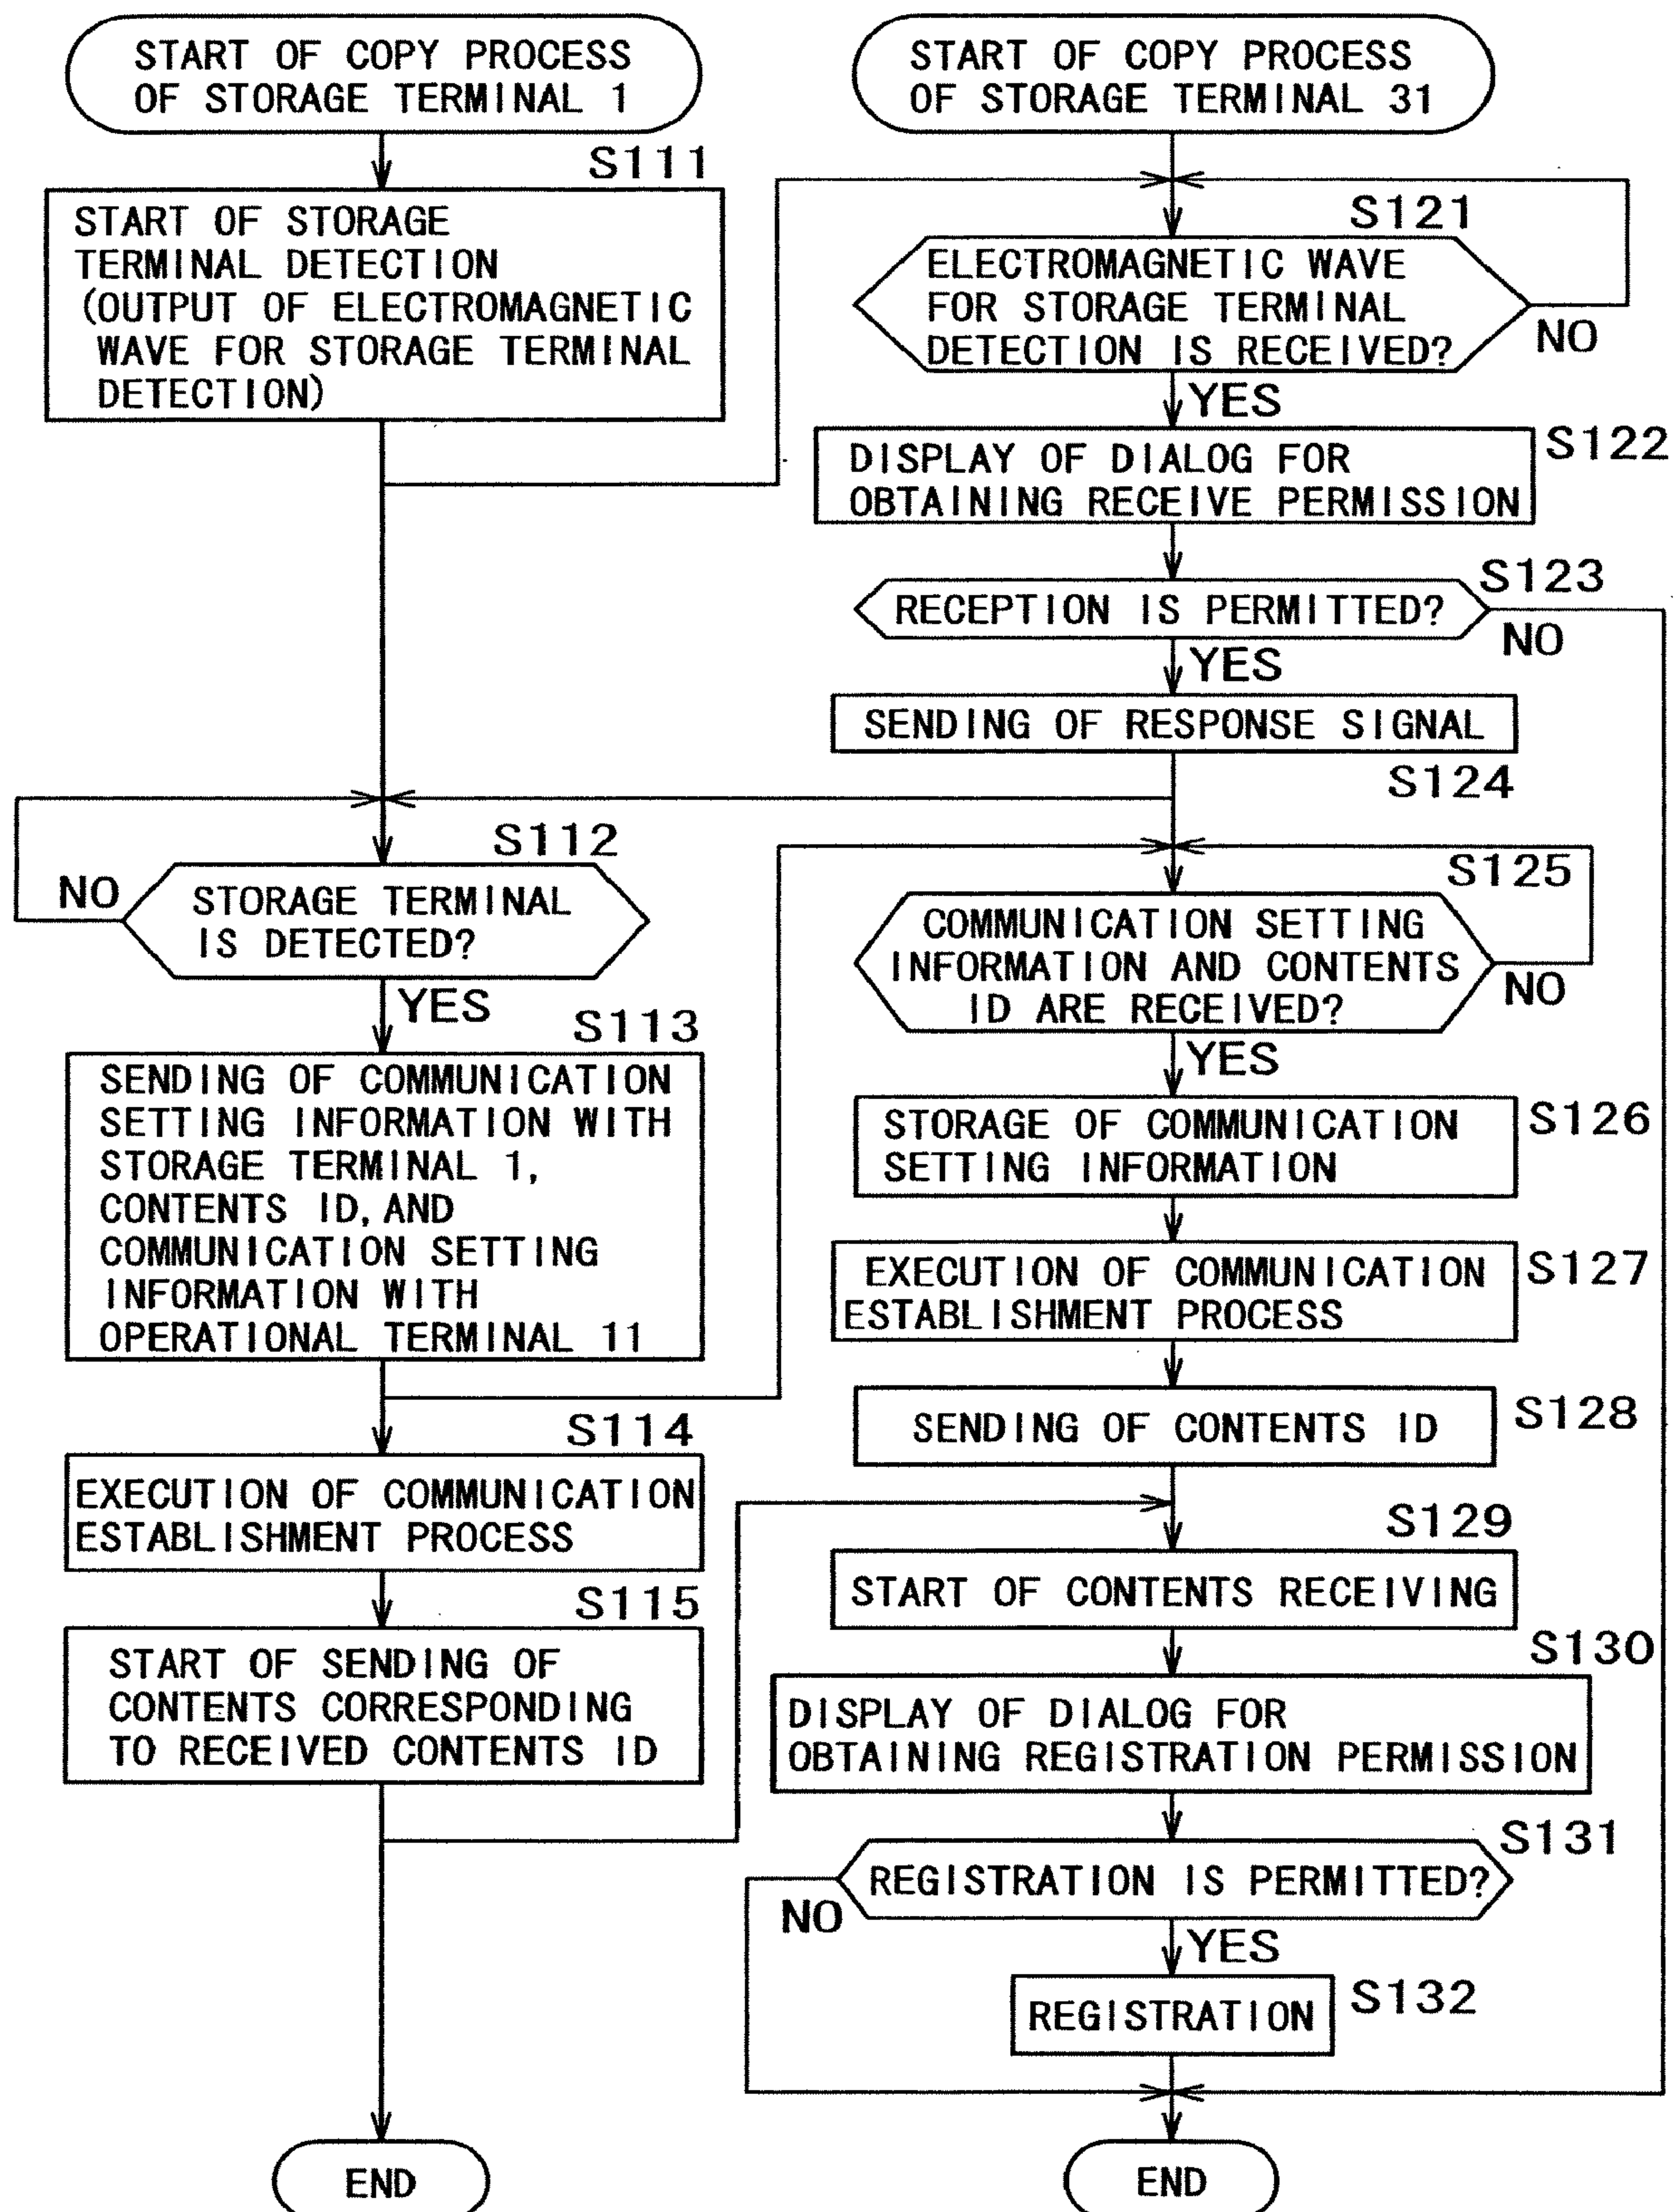 START OF COPY PROCESS
OF STORAGE TERMINAL 1
S111
START OF STORAGE
TERMINAL DETECTION
(OUTPUT OF ELECTROMAGNETIC
WAVE FOR STORAGE TERMINAL
DETECTION)
S112
STORAGE TERMINAL
IS DETECTED?
NO
YES
S113
SENDING OF COMMUNICATION
SETTING INFORMATION WITH
STORAGE TERMINAL 1,
CONTENTS ID, AND
COMMUNICATION SETTING
INFORMATION WITH
OPERATIONAL TERMINAL 11
S114
EXECUTION OF COMMUNICATION
ESTABLISHMENT PROCESS
S115
START OF SENDING OF
CONTENTS CORRESPONDING
TO RECEIVED CONTENTS ID
END
START OF COPY PROCESS
OF STORAGE TERMINAL 31
S121
ELECTROMAGNETIC WAVE
FOR STORAGE TERMINAL
DETECTION IS RECEIVED?
NO
YES
S122
DISPLAY OF DIALOG FOR
OBTAINING RECEIVE PERMISSION
S123
RECEPTION IS PERMITTED?
NO
YES
SENDING OF RESPONSE SIGNAL
S124
S125
COMMUNICATION SETTING
INFORMATION AND CONTENTS
ID ARE RECEIVED?
NO
YES
S126
STORAGE OF COMMUNICATION
SETTING INFORMATION
S127
EXECUTION OF COMMUNICATION
ESTABLISHMENT PROCESS
S128
SENDING OF CONTENTS ID
S129
START OF CONTENTS RECEIVING
S130
DISPLAY OF DIALOG FOR
OBTAINING REGISTRATION PERMISSION
S131
REGISTRATION IS PERMITTED?
NO
YES
S132
REGISTRATION
END